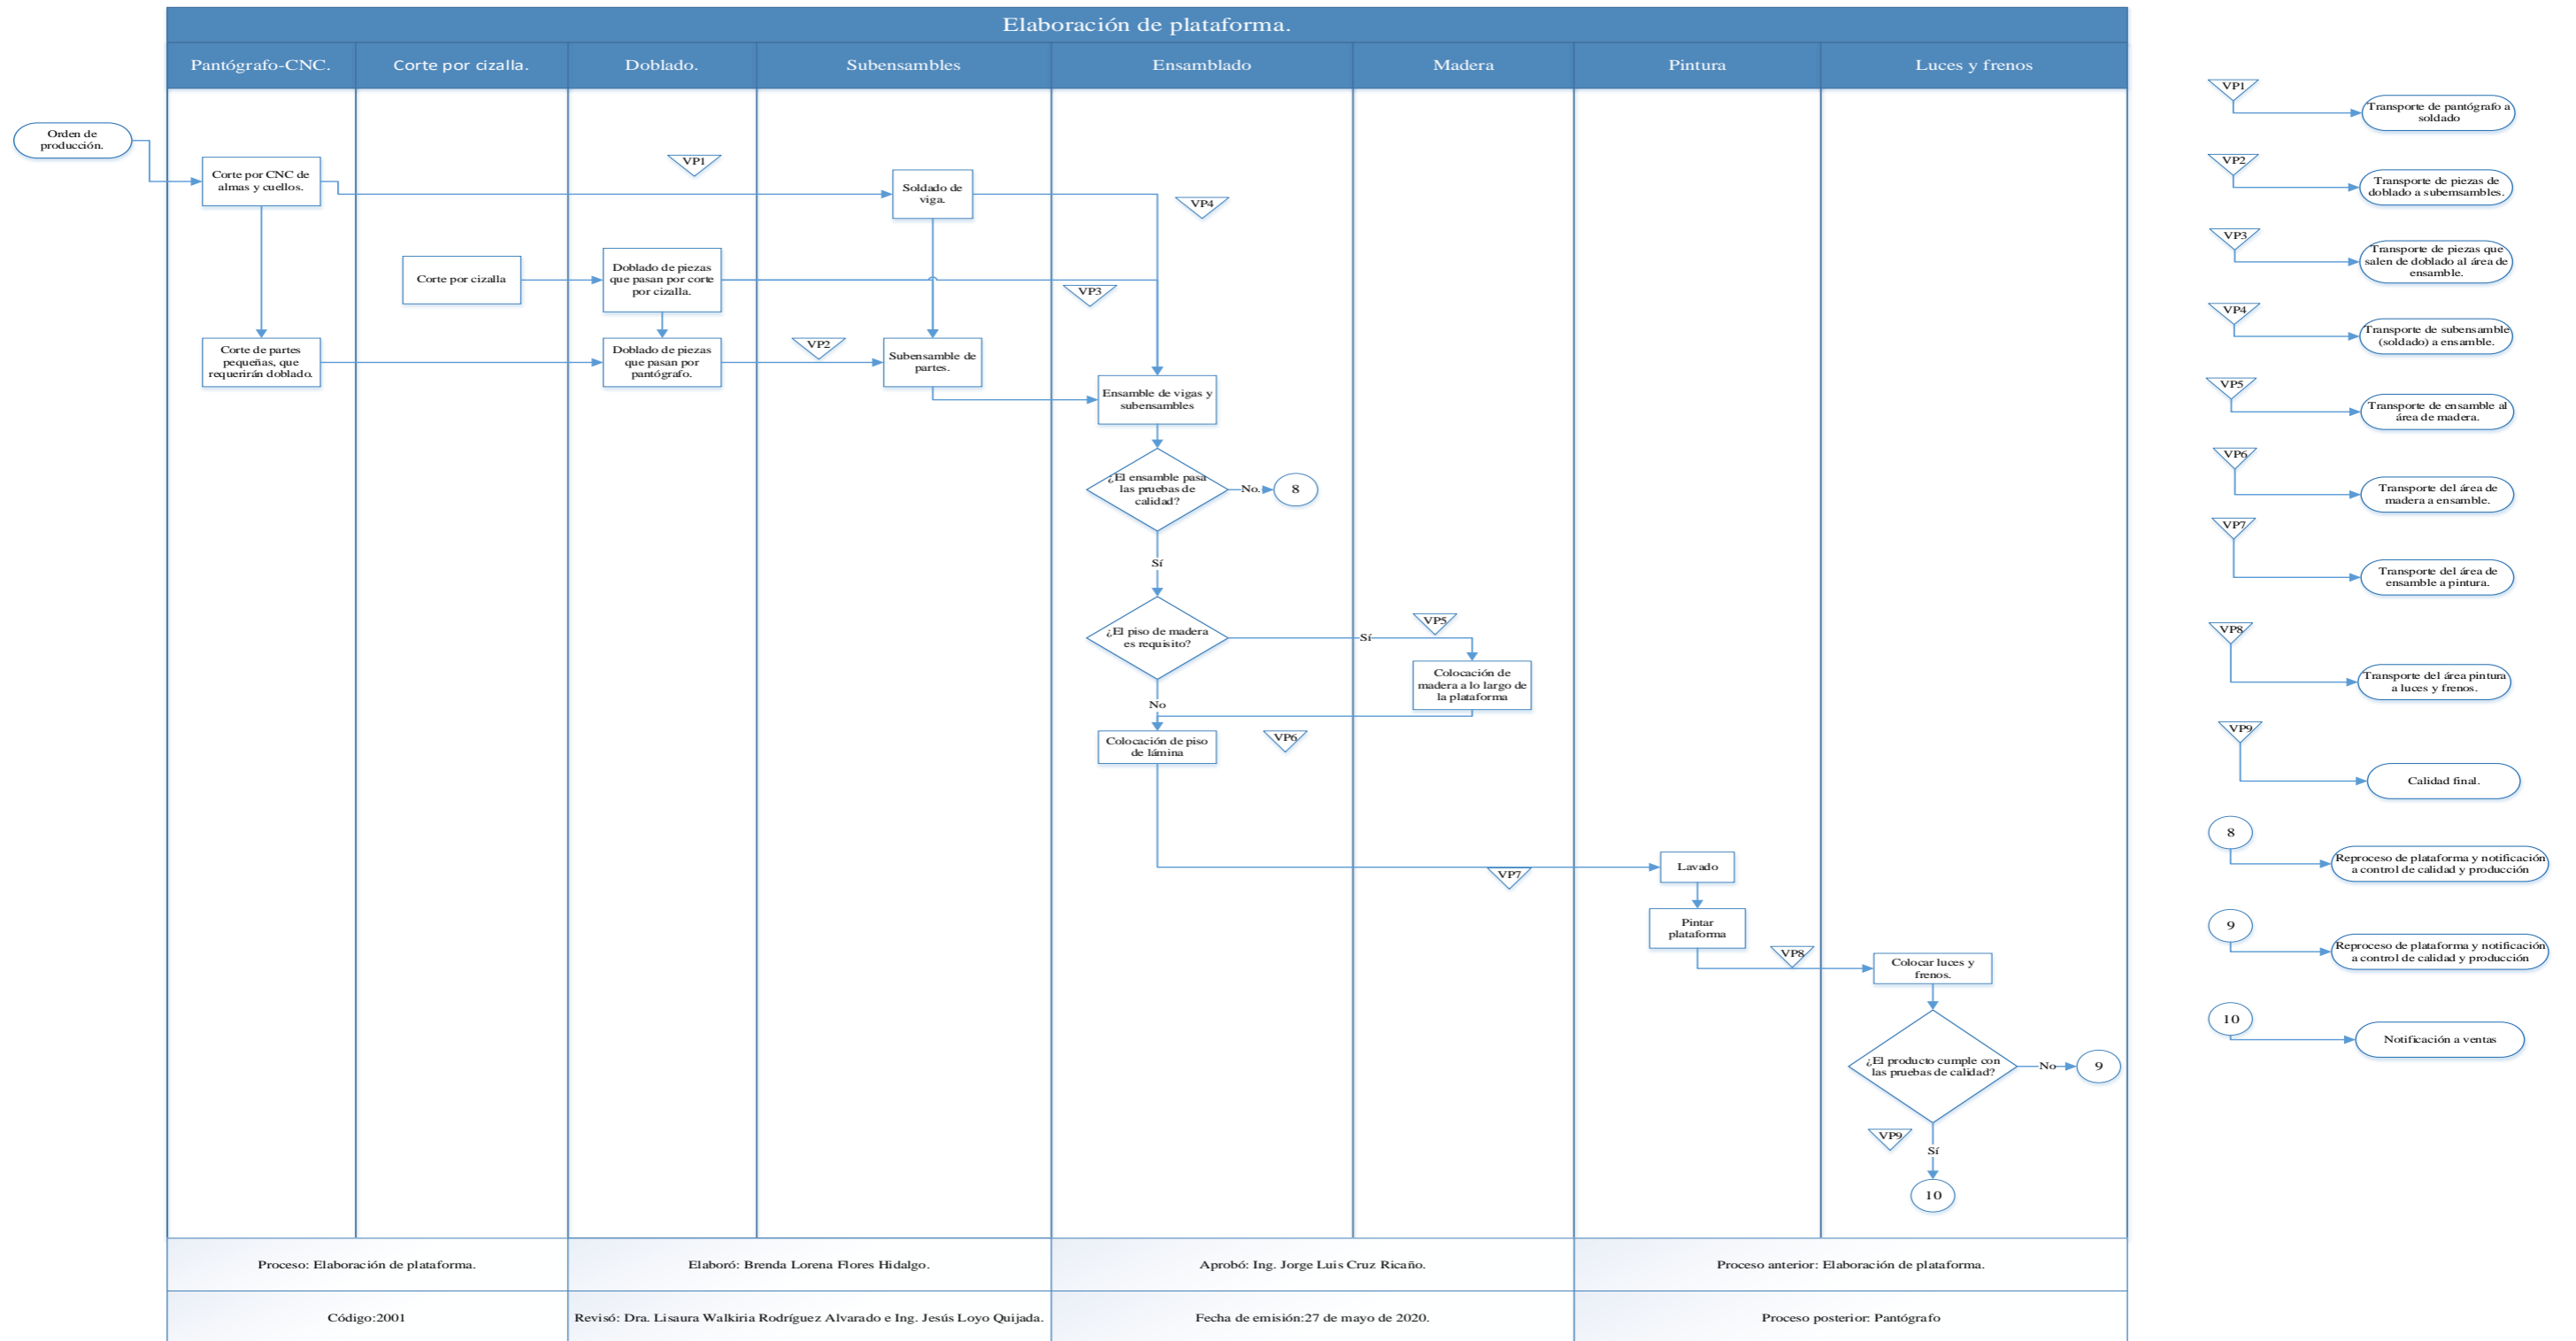 Elaboración de plataforma.
Pantógrafo-CNC.
Corte por cizalla.
Doblado.
Subensambles
Ensamblado
Madera
Pintura
Luces y frenos
Orden de
producción.
Corte por CNC de
almas y cuellos.
VP1
Soldado de
viga.
VP4
Corte por cizalla
Doblado de piezas
que pasan por corte
por cizalla.
VP3
Corte de partes
pequeñas, que
requerirán doblado.
Doblado de piezas
que pasan por
pantógrafo.
VP2
Subensamble de
partes.
Ensamble de vigas y
subensambles
¿El ensamble pasa
las pruebas de
calidad?
No.
8
Sí
¿El piso de madera
es requisito?
Sí
VP5
Colocación de
madera a lo largo de
la plataforma
No
Colocación de piso
de lámina
VP6
VP7
Lavado
Pintar
plataforma
VP8
Colocar luces y
frenos.
¿El producto cumple con
las pruebas de calidad?
No
9
VP9
Sí
10
VP1
Transporte de pantógrafo a
soldado
VP2
Transporte de piezas de
doblado a subemsambles.
VP3
Transporte de piezas que
salen de doblado al área de
ensamble.
VP4
Transporte de subensamble
(soldado) a ensamble.
VP5
Transporte de ensamble al
área de madera.
VP6
Transporte del área de
madera a ensamble.
VP7
Transporte del área de
ensamble a pintura.
VP8
Transporte del área pintura
a luces y frenos.
VP9
Calidad final.
8
Reproceso de plataforma y notificación
a control de calidad y producción
9
Reproceso de plataforma y notificación
a control de calidad y producción
10
Notificación a ventas
Proceso: Elaboración de plataforma.
Elaboró: Brenda Lorena Flores Hidalgo.
Aprobó: Ing. Jorge Luis Cruz Ricaño.
Proceso anterior: Elaboración de plataforma.
Código:2001
Revisó: Dra. Lisaura Walkiria Rodríguez Alvarado e Ing. Jesús Loyo Quijada.
Fecha de emisión:27 de mayo de 2020.
Proceso posterior: Pantógrafo